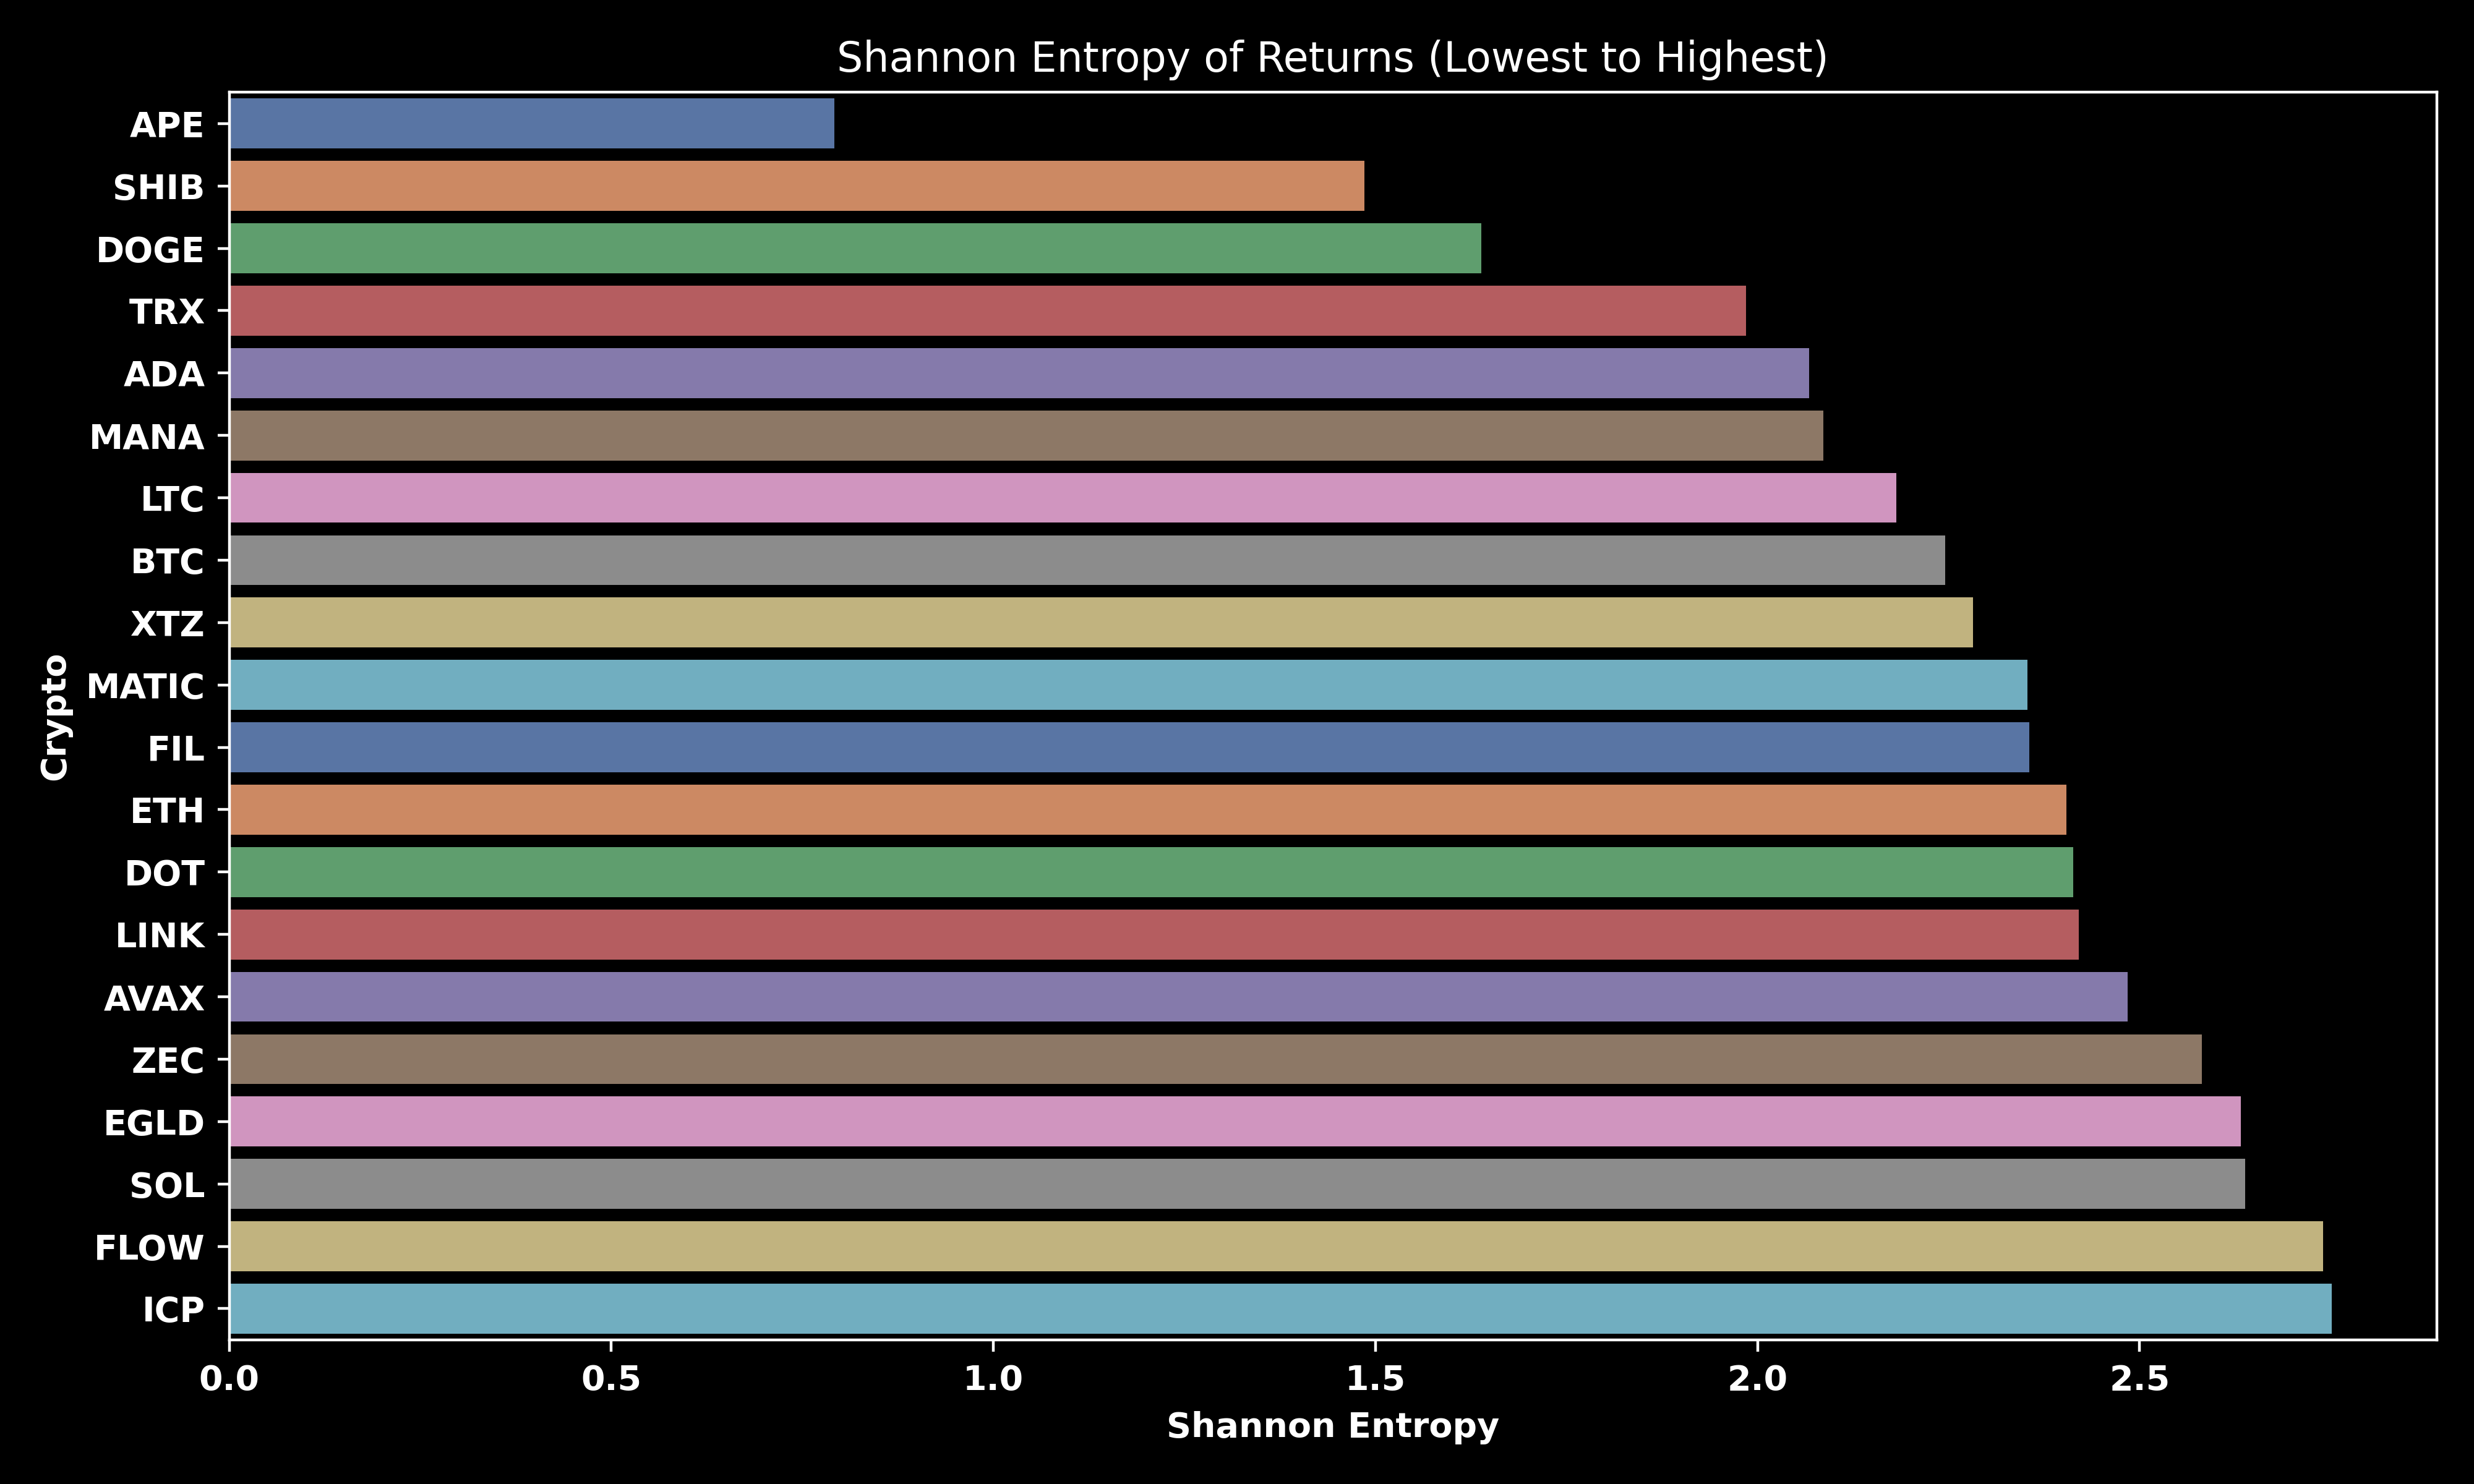 Shannon Entropy of Returns (Lowest to Highest)
APE
SHIB
DOGE
TRX
ADA
MANA
LTC
BTC
XTZ
MATIC
FIL
ETH
DOT
LINK
AVAX
ZEC
EGLD
SOL
FLOW
ICP
Crypto
0.0 0.5 1.0 1.5 2.0 2.5
Shannon Entropy